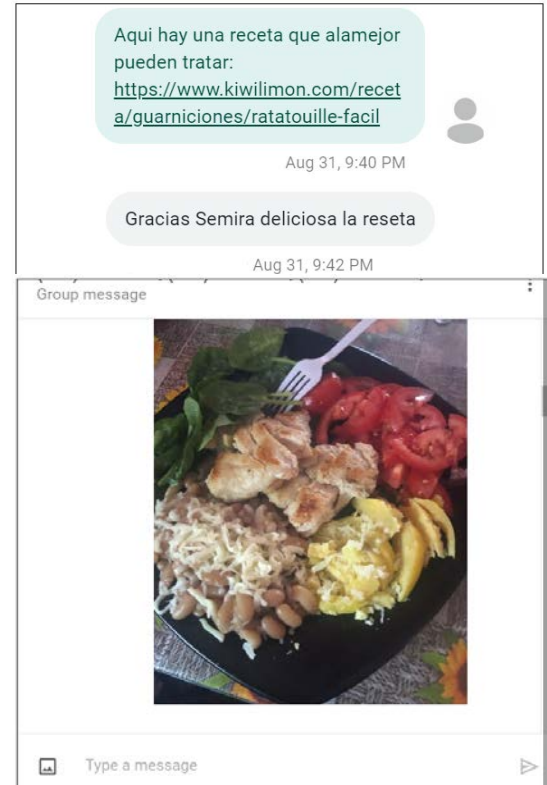 Aqui hay una receta que alamejor
pueden tratar:
https://www.kiwilimon.com/recet
a/guarniciones/ratatouille-facil
Aug 31, 9:40 PM
Gracias Semira deliciosa la reseta
Aug 31, 9:42 PM
Group message
Type a message